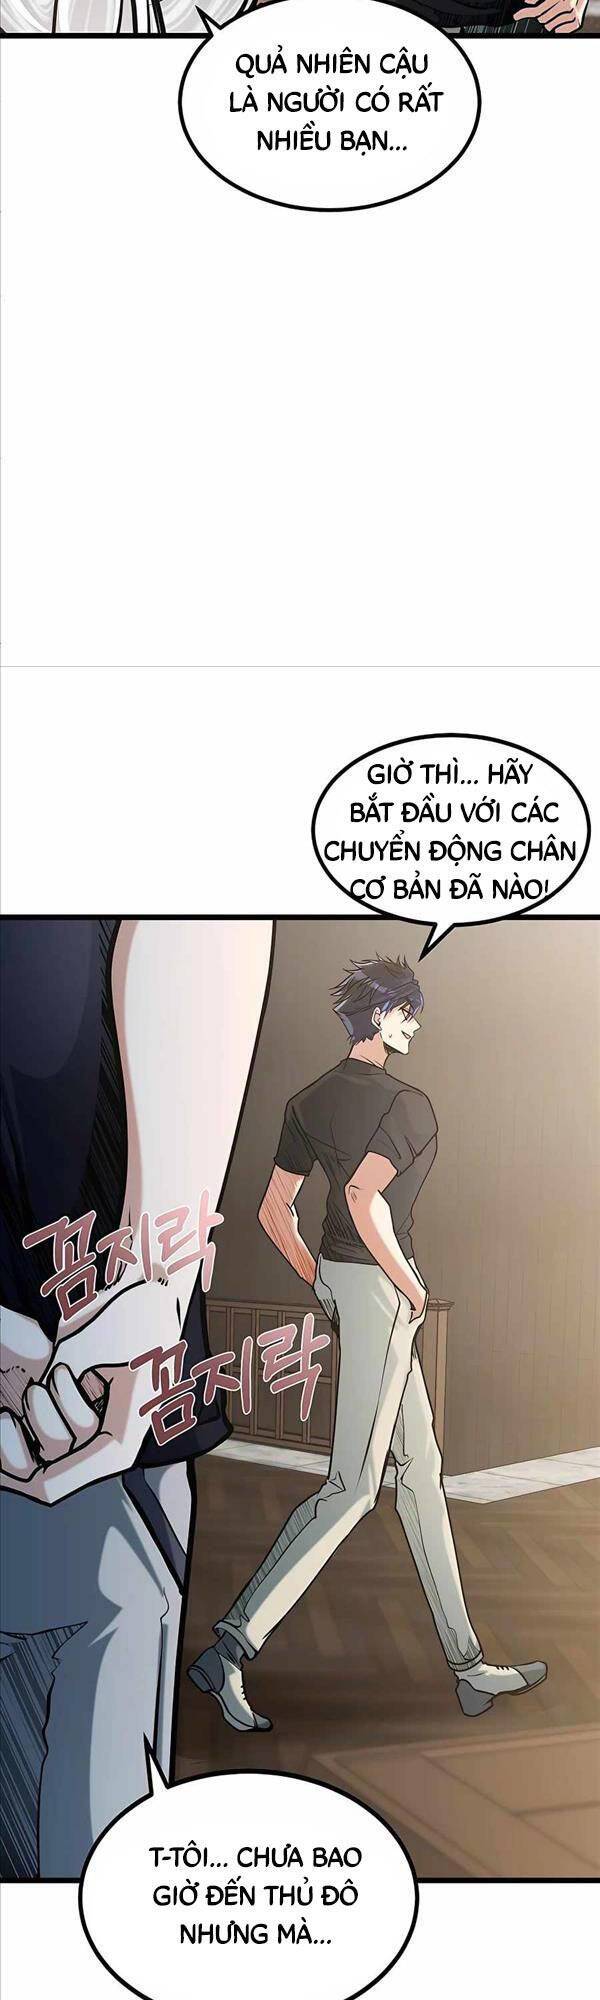 QUẢ NHIÊN CẬU
LÀ NGƯỜI CÓ RẤT
NHIỀU BẠN...
GIỜ THÌ... HÃY
BẮT ĐẦU VỚI CÁC
CHUYỂN ĐỘNG CHÂN
CƠ BẢN ĐÃ NÀO!
꼼지락
꼼지락
T-TÔI... CHƯA BAO
GIỜ ĐẾN THỦ ĐÔ
NHƯNG MÀ...